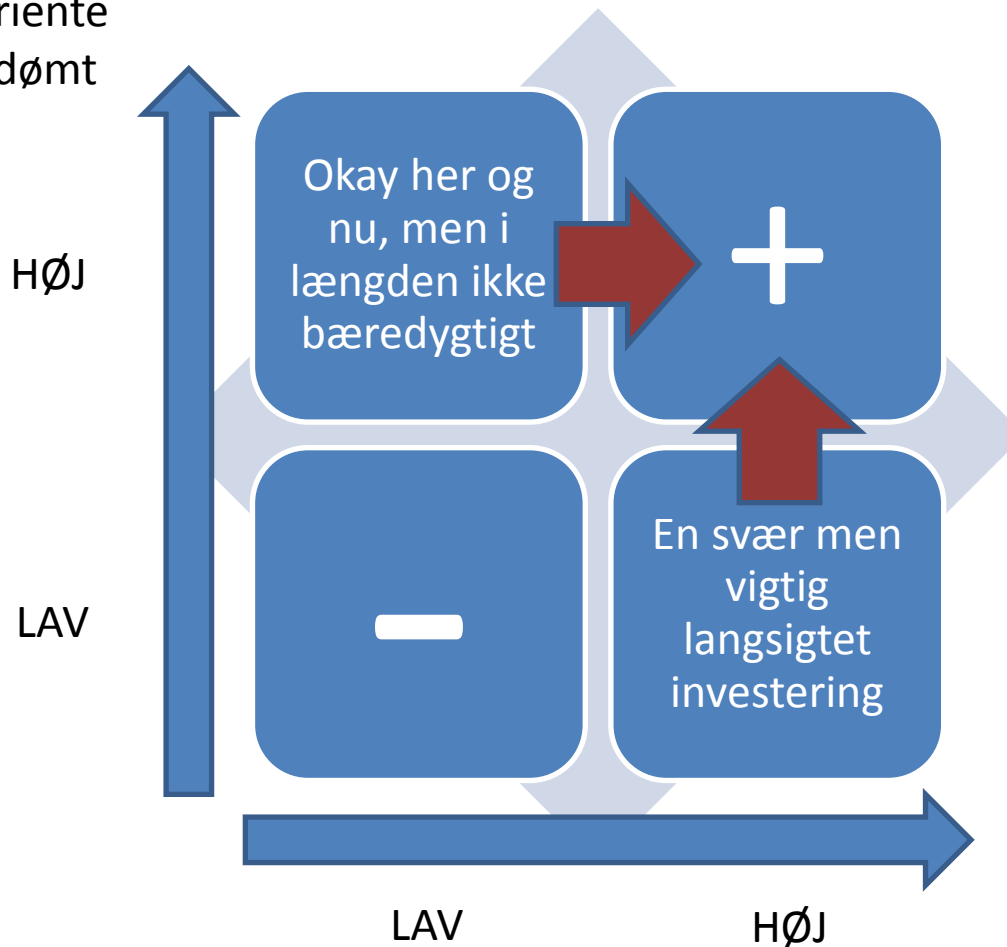 dømt
HØJ
Okay her og
nu, men i
længden ikke
bæredygtigt
+
LAV
–
En svær men
vigtig
langsigtet
investering
LAV
HØJ